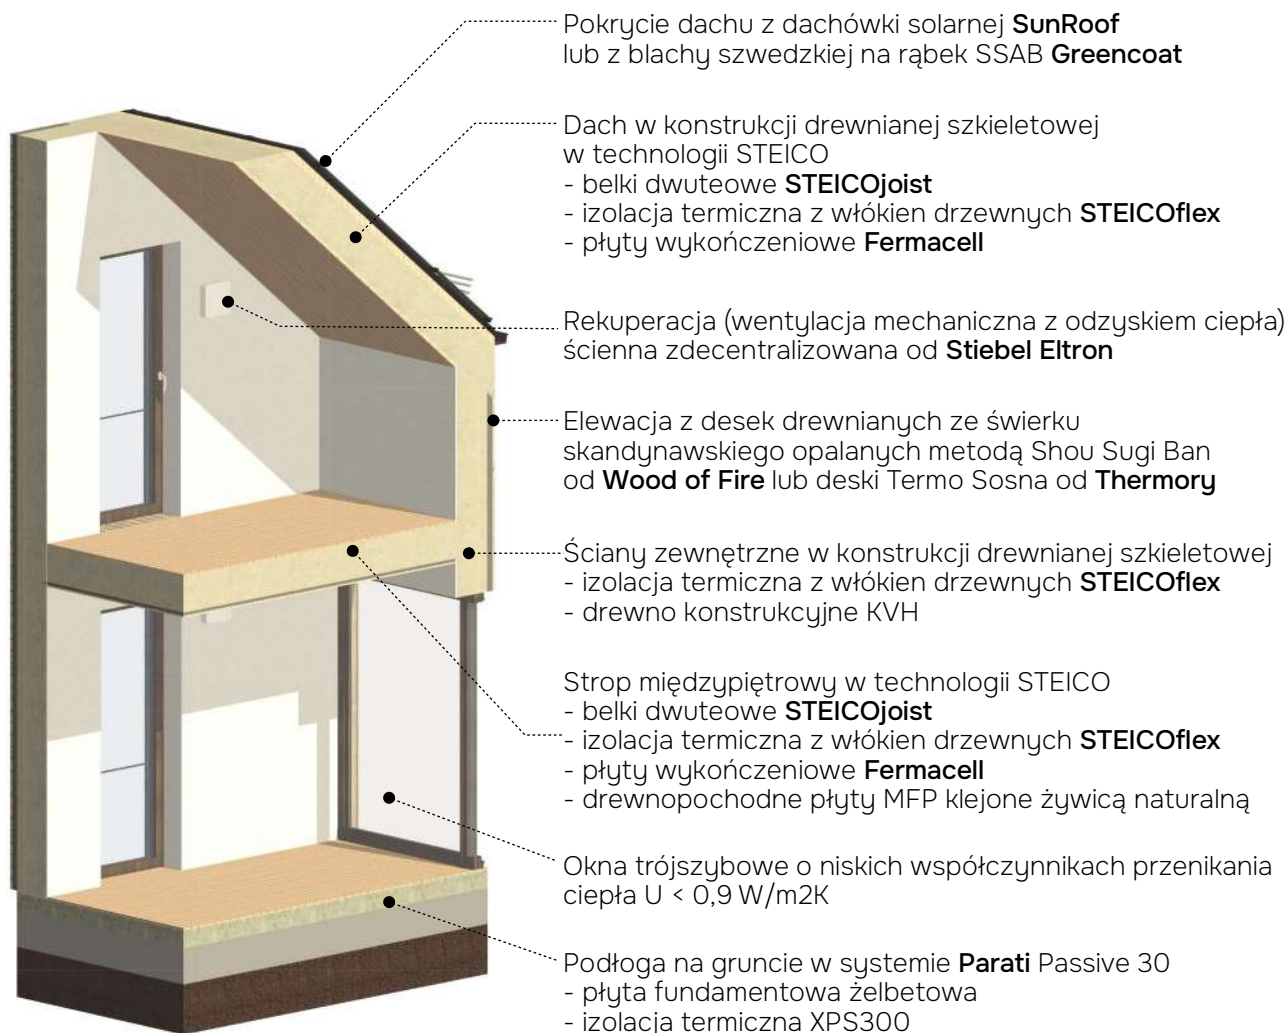 Pokrycie dachu z dachówki solarnej SunRoof
lub z blachy szwedzkiej na rąbek SSAB Greencoat
Dach w konstrukcji drewnianej szkieletowej
w technologii STEICO
- belki dwuteowe STEICOjoist
- izolacja termiczna z włókien drzewnych STEICOflex
- płyty wykończeniowe Fermacell
Rekuperacja (wentylacja mechaniczna z odzyskiem ciepła)
ścienna zdecentralizowana od Stiebel Eltron
Elewacja z desek drewnianych ze świerku
skandynawskiego opalanych metodą Shou Sugi Ban
od Wood of Fire lub deski Termo Sosna od Thermory
Ściany zewnętrzne w konstrukcji drewnianej szkieletowej
- izolacja termiczna z włókien drzewnych STEICOflex
- drewno konstrukcyjne KVH
Strop międzypiętrowy w technologii STEICO
- belki dwuteowe STEICOjoist
- izolacja termiczna z włókien drzewnych STEICOflex
- płyty wykończeniowe Fermacell
- drewnopochodne płyty MFP klejone żywicą naturalną
Okna trójszybowe o niskich współczynnikach przenikania
ciepła U < 0,9 W/m2K
Podłoga na gruncie w systemie Parati Passive 30
- płyta fundamentowa żelbetowa
- izolacja termiczna XPS300